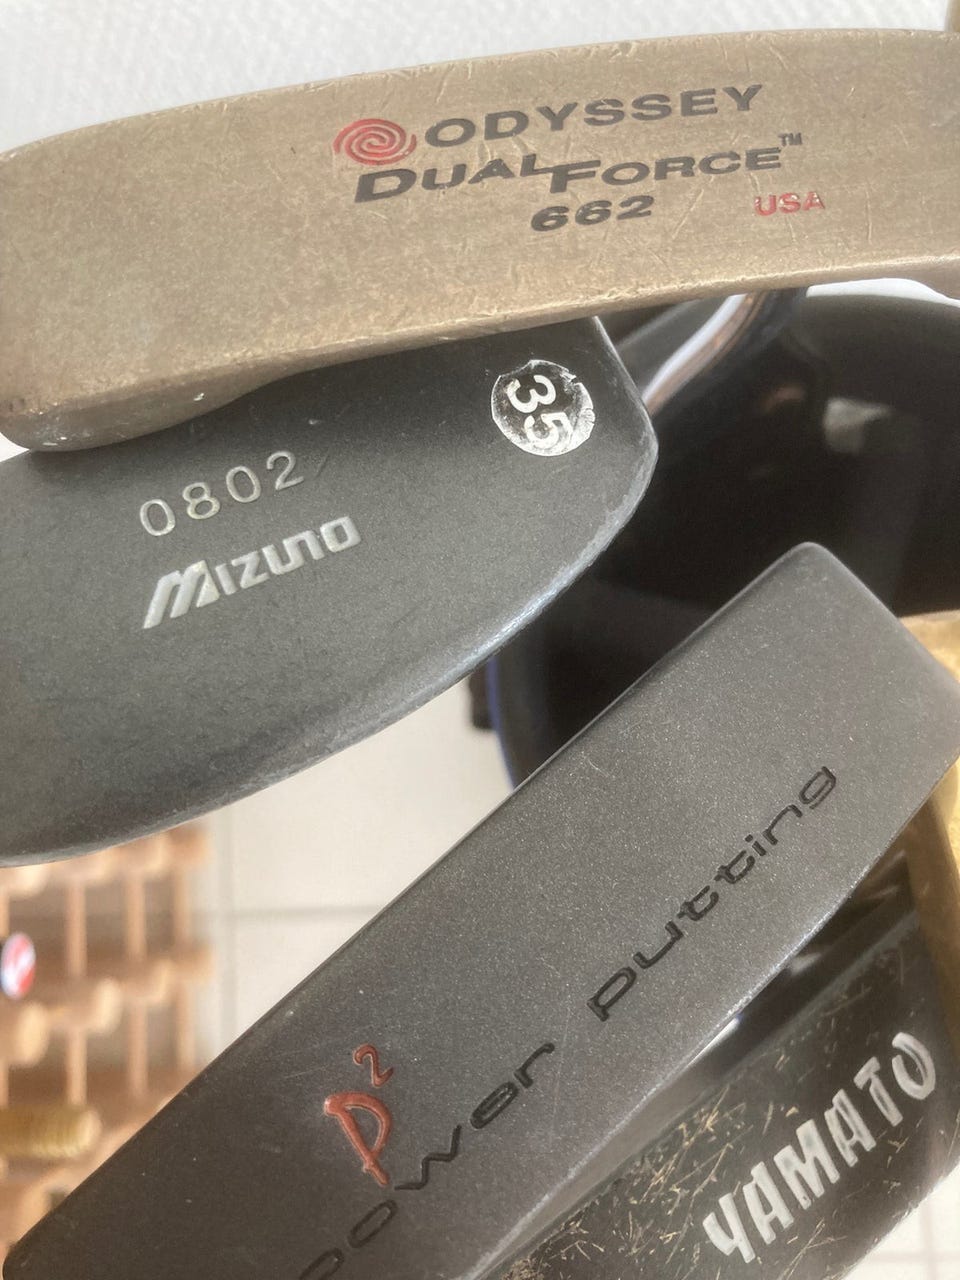 ODYSSEY
DUAL FORCE™
662 USA
35
0802
MIZUNO
P²
power putting
YAMATO